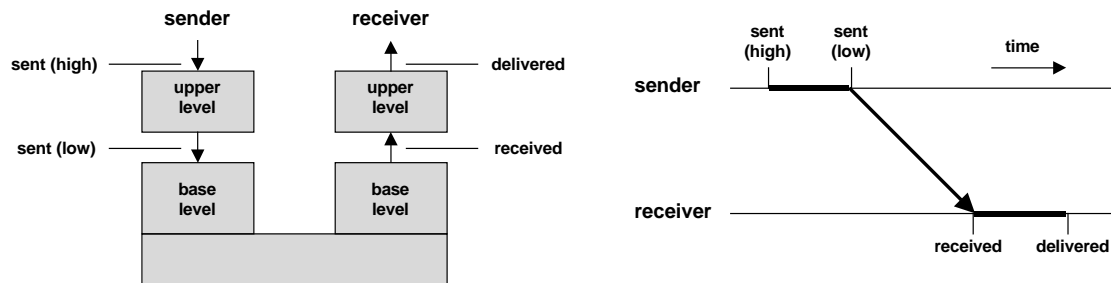 sender
receiver
sent (high)
delivered
upper
level
upper
level
sent (low)
received
base
level
base
level
sent
(high)
sent
(low)
time
sender
receiver
received
delivered